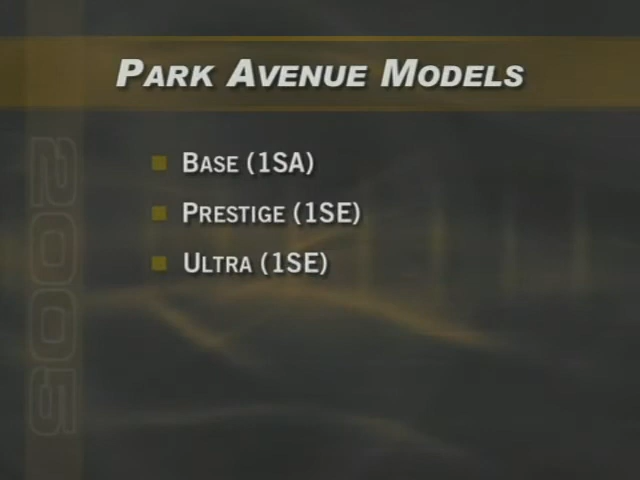 PARK AVENUE MODELS
BASE (1SA)
PRESTIGE (1SE)
ULTRA (1SE)
2005